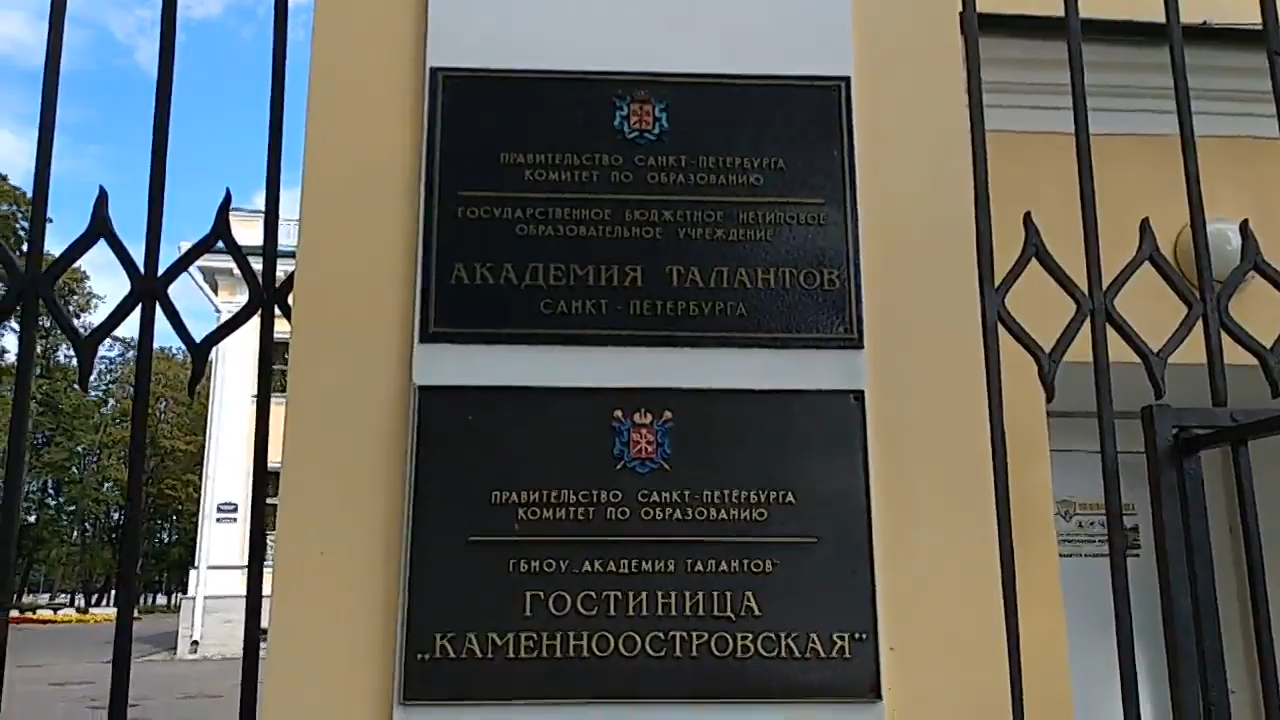 ПРАВИТЕЛЬСТВО САНКТ-ПЕТЕРБУРГА
КОМИТЕТ ПО ОБРАЗОВАНИЮ
ГОСУДАРСТВЕННОЕ БЮДЖЕТНОЕ НЕТИПОВОЕ
ОБРАЗОВАТЕЛЬНОЕ УЧРЕЖДЕНИЕ
АКАДЕМИЯ ТАЛАНТОВ
САНКТ-ПЕТЕРБУРГА
ПРАВИТЕЛЬСТВО САНКТ-ПЕТЕРБУРГА
КОМИТЕТ ПО ОБРАЗОВАНИЮ
ГБНОУ „АКАДЕМИЯ ТАЛАНТОВ"
ГОСТИНИЦА
„КАМЕННООСТРОВСКАЯ"